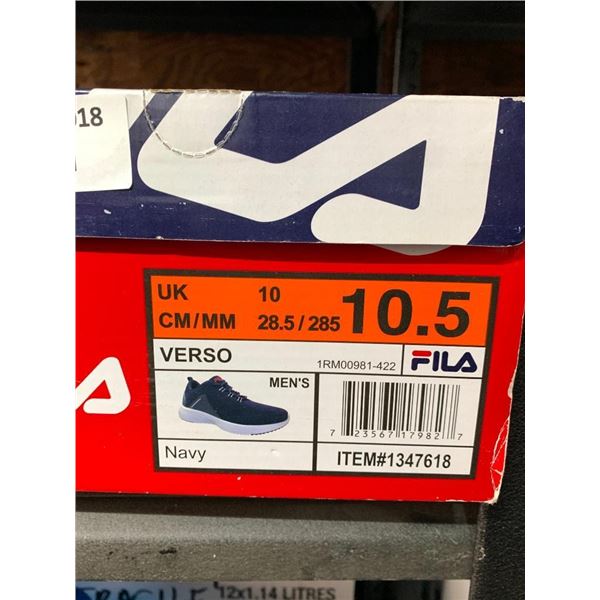 018
UK 10 10.5
CM/MM 28.5/285
VERSO 1RM00981-422 FILA
MEN'S
7 23567 17982 7
Navy ITEM#1347618
12x1.14 LITRES